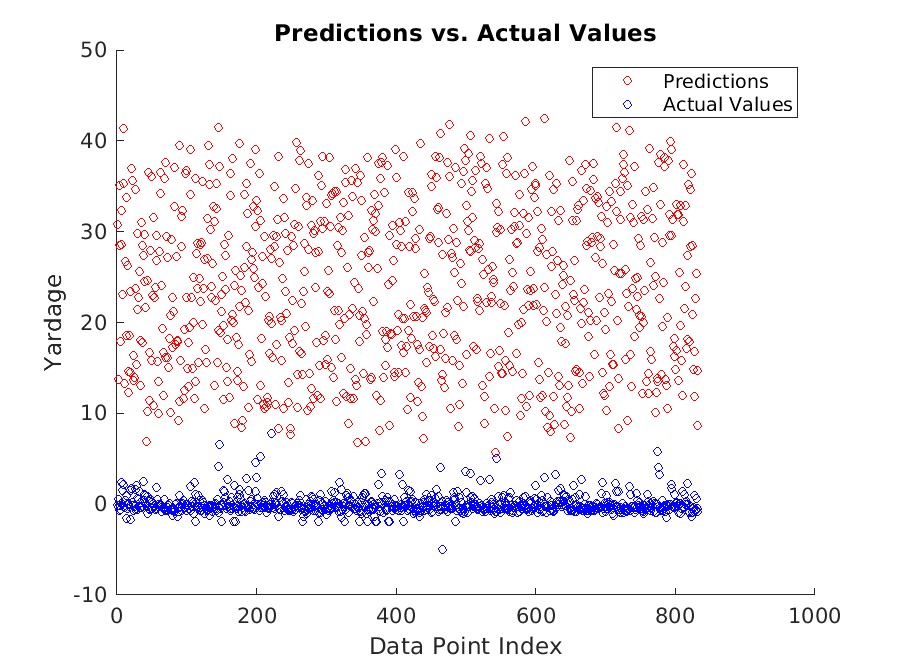 Predictions vs. Actual Values
50
40
30
20
10
0
-10
Yardage
Predictions
Actual Values
0 200 400 600 800 1000
Data Point Index